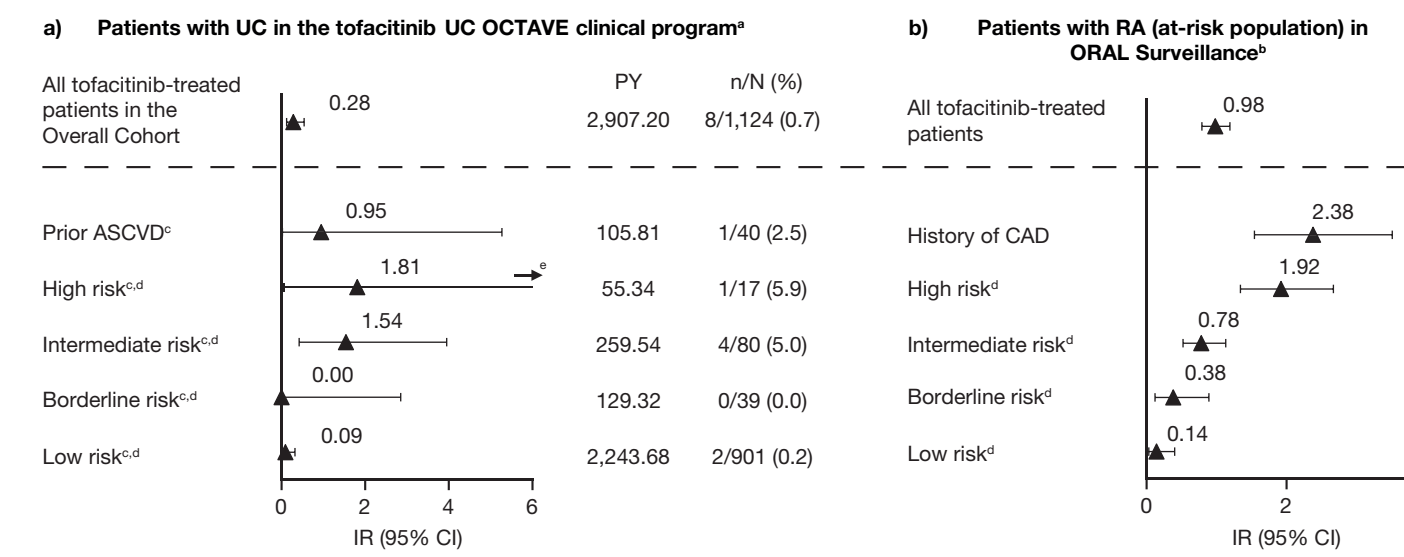 a) Patients with UC in the tofacitinib UC OCTAVE clinical programᵃ
All tofacitinib-treated
patients in the
Overall Cohort
0.28
PY n/N (%)
2,907.20 8/1,124 (0.7)
Prior ASCVDᶜ 0.95 105.81 1/40 (2.5)
High riskᶜ,ᵈ 1.81 e 55.34 1/17 (5.9)
Intermediate riskᶜ,ᵈ 1.54 259.54 4/80 (5.0)
Borderline riskᶜ,ᵈ 0.00 129.32 0/39 (0.0)
Low riskᶜ,ᵈ 0.09 2,243.68 2/901 (0.2)
0 2 4 6
IR (95% CI)
b) Patients with RA (at-risk population) in
ORAL Surveillanceᵇ
All tofacitinib-treated
patients
0.98
History of CAD 2.38
High riskᵈ 1.92
Intermediate riskᵈ 0.78
Borderline riskᵈ 0.38
Low riskᵈ 0.14
0 2
IR (95% CI)